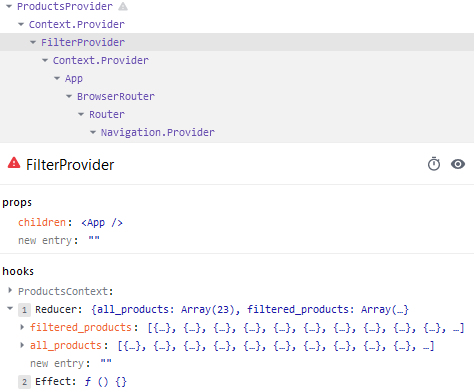 ProductsProvider
Context.Provider
FilterProvider
Context.Provider
App
BrowserRouter
Router
Navigation.Provider
FilterProvider
props
children: <App />
new entry: ""
hooks
ProductsContext:
1 Reducer: {all_products: Array(23), filtered_products: Array(…}
filtered_products: [{…}, {…}, {…}, {…}, {…}, {…}, {…}, {…}, {…}, {…}, …]
all_products: [{…}, {…}, {…}, {…}, {…}, {…}, {…}, {…}, {…}, {…}, …]
new entry: ""
2 Effect: ƒ () {}